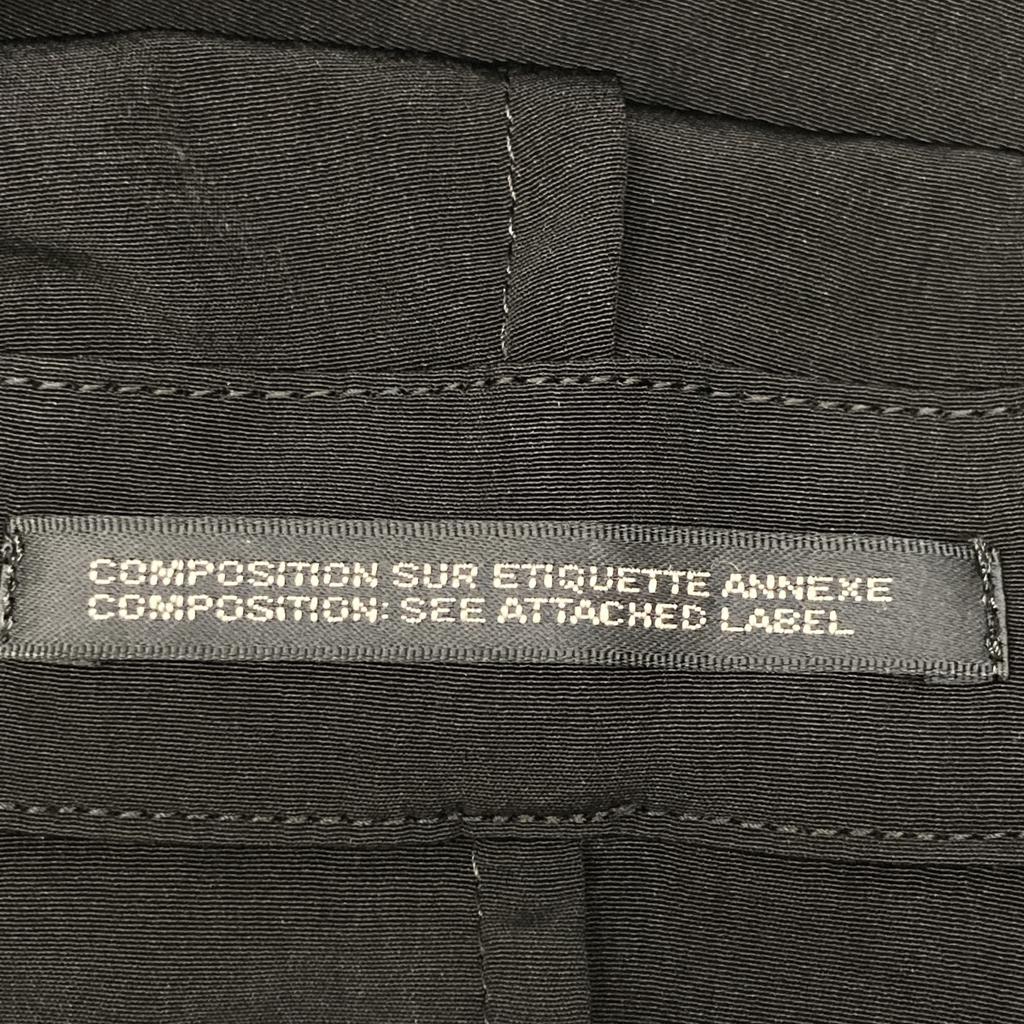 COMPOSITION SUR ETIQUETTE ANNEXE
COMPOSITION: SEE ATTACHED LABEL